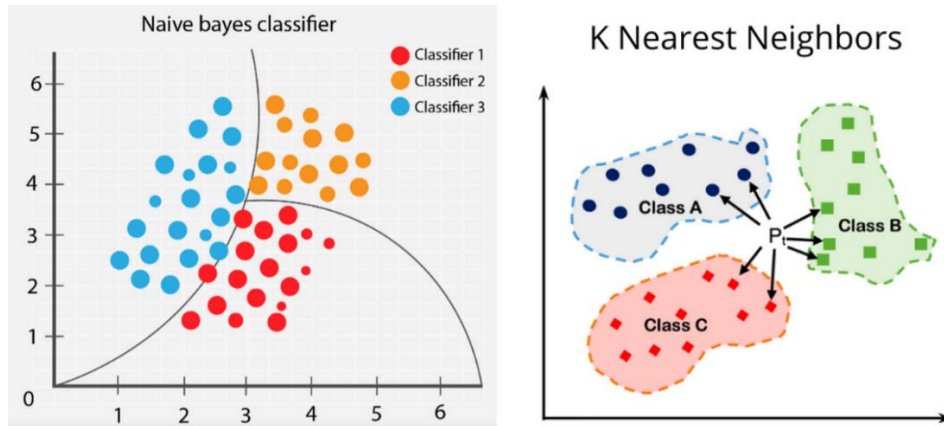 Naive bayes classifier
Classifier 1
Classifier 2
Classifier 3
6
5
4
3
2
1
0
1 2 3 4 5 6
K Nearest Neighbors
Class A
Class B
Pt
Class C